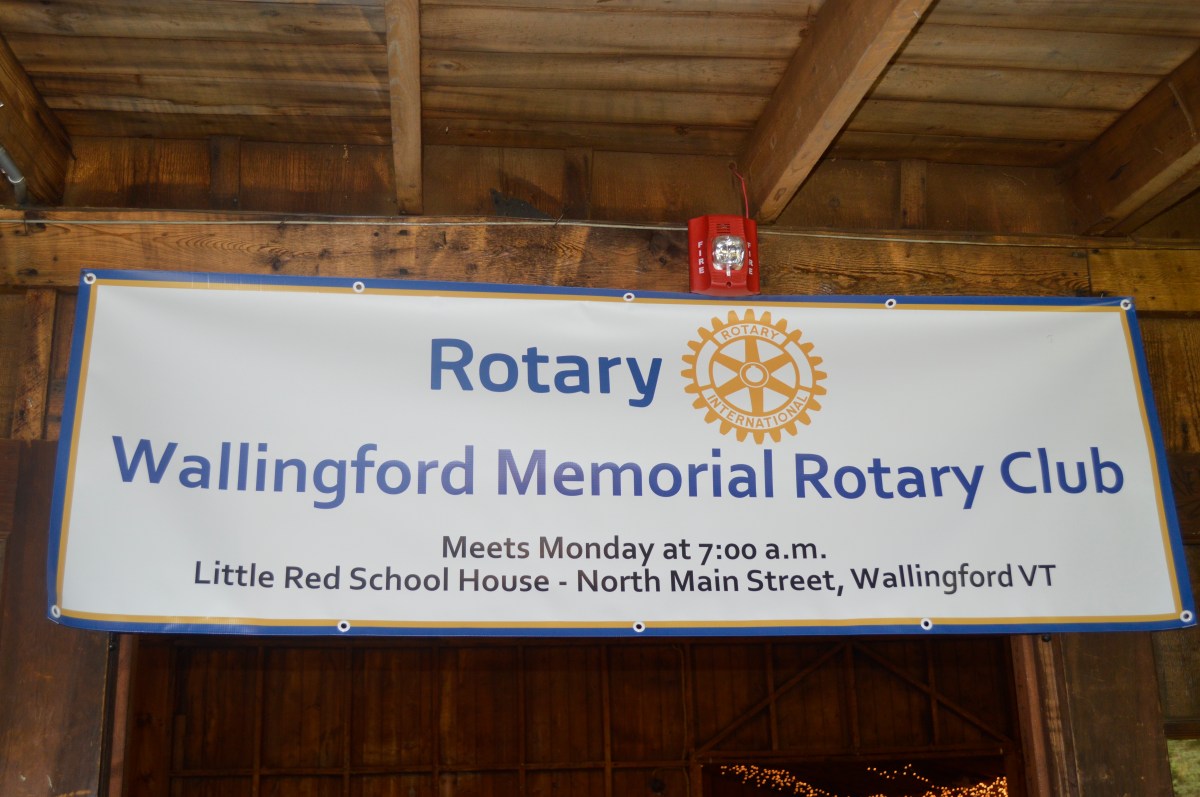 FIRE FIRE
Rotary
ROTARY
INTERNATIONAL
Wallingford Memorial Rotary Club
Meets Monday at 7:00 a.m.
Little Red School House - North Main Street, Wallingford VT